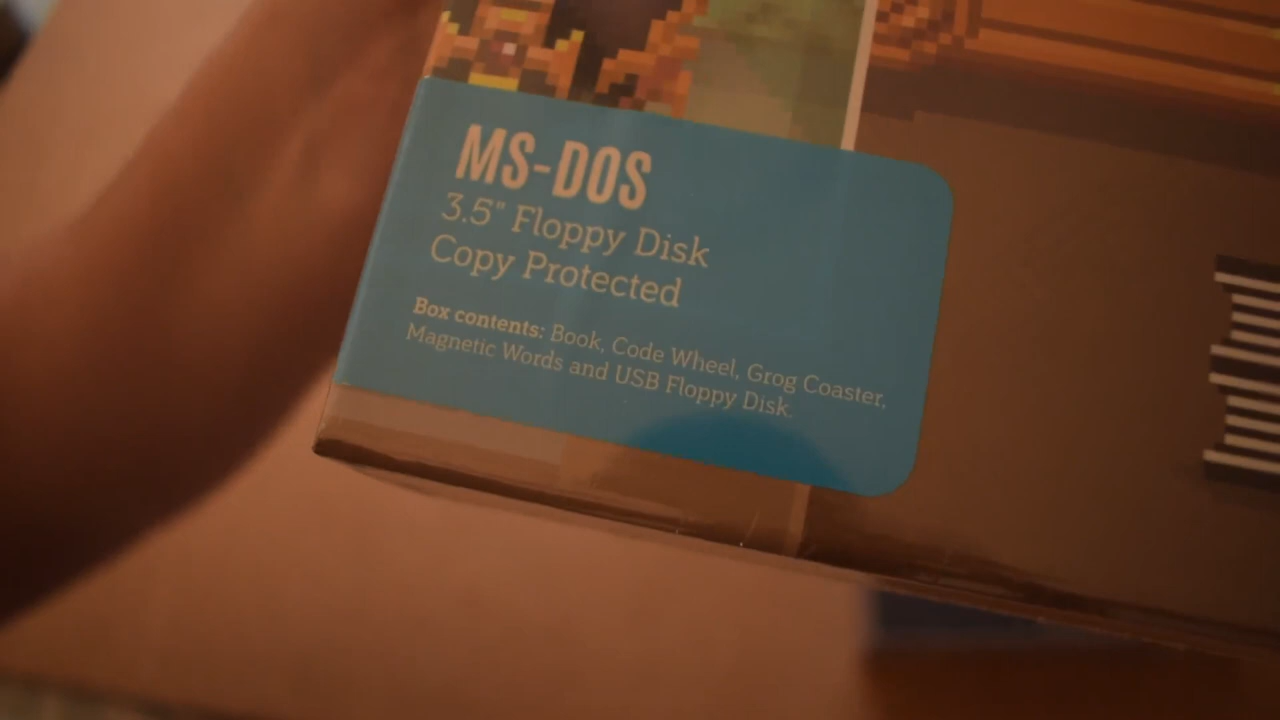 MS-DOS
3.5" Floppy Disk
Copy Protected
Box contents: Book, Code Wheel, Grog Coaster,
Magnetic Words and USB Floppy Disk.